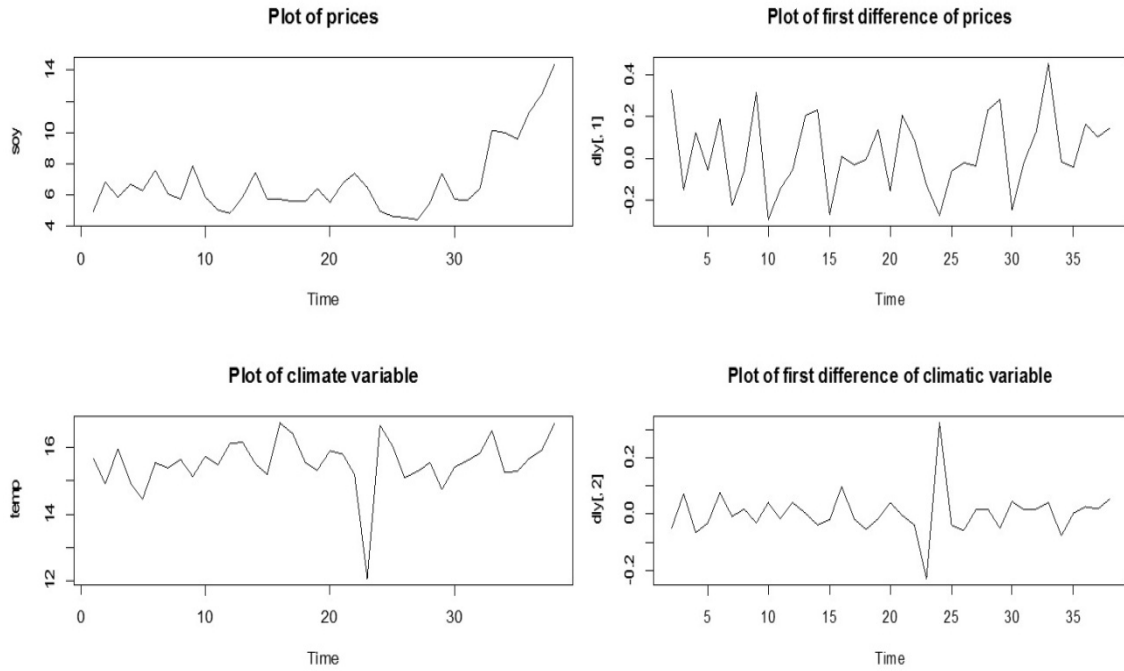 Plot of prices
soy
4 6 8 10 14
0 10 20 30
Time
Plot of first difference of prices
dly[, 1]
-0.2 0.0 0.2 0.4
5 10 15 20 25 30 35
Time
Plot of climate variable
temp
12 14 16
0 10 20 30
Time
Plot of first difference of climatic variable
dly[, 2]
-0.2 0.0 0.2
5 10 15 20 25 30 35
Time